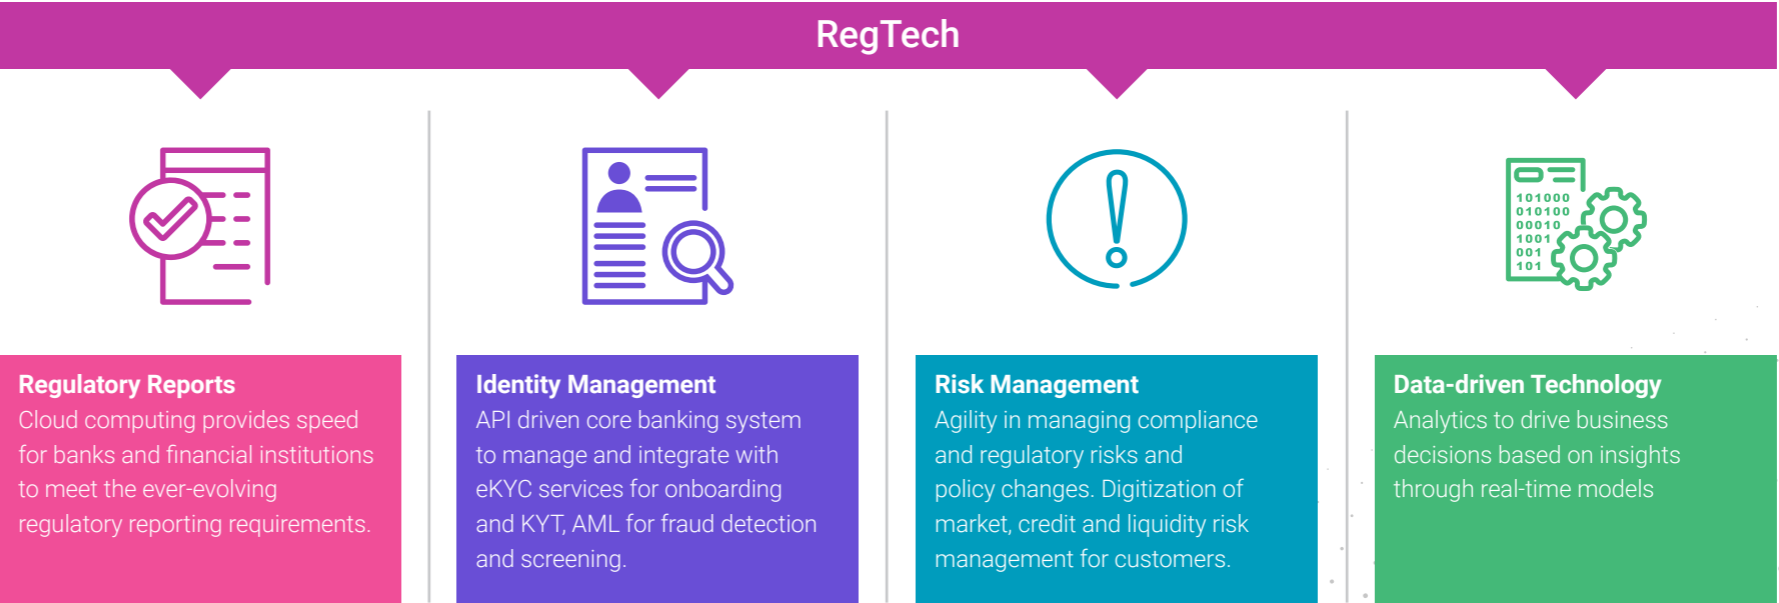 RegTech
101000
010100
00010
1001
001
101
Regulatory Reports
Cloud computing provides speed
for banks and financial institutions
to meet the ever-evolving
regulatory reporting requirements.
Identity Management
API driven core banking system
to manage and integrate with
eKYC services for onboarding
and KYT, AML for fraud detection
and screening.
Risk Management
Agility in managing compliance
and regulatory risks and
policy changes. Digitization of
market, credit and liquidity risk
management for customers.
Data-driven Technology
Analytics to drive business
decisions based on insights
through real-time models